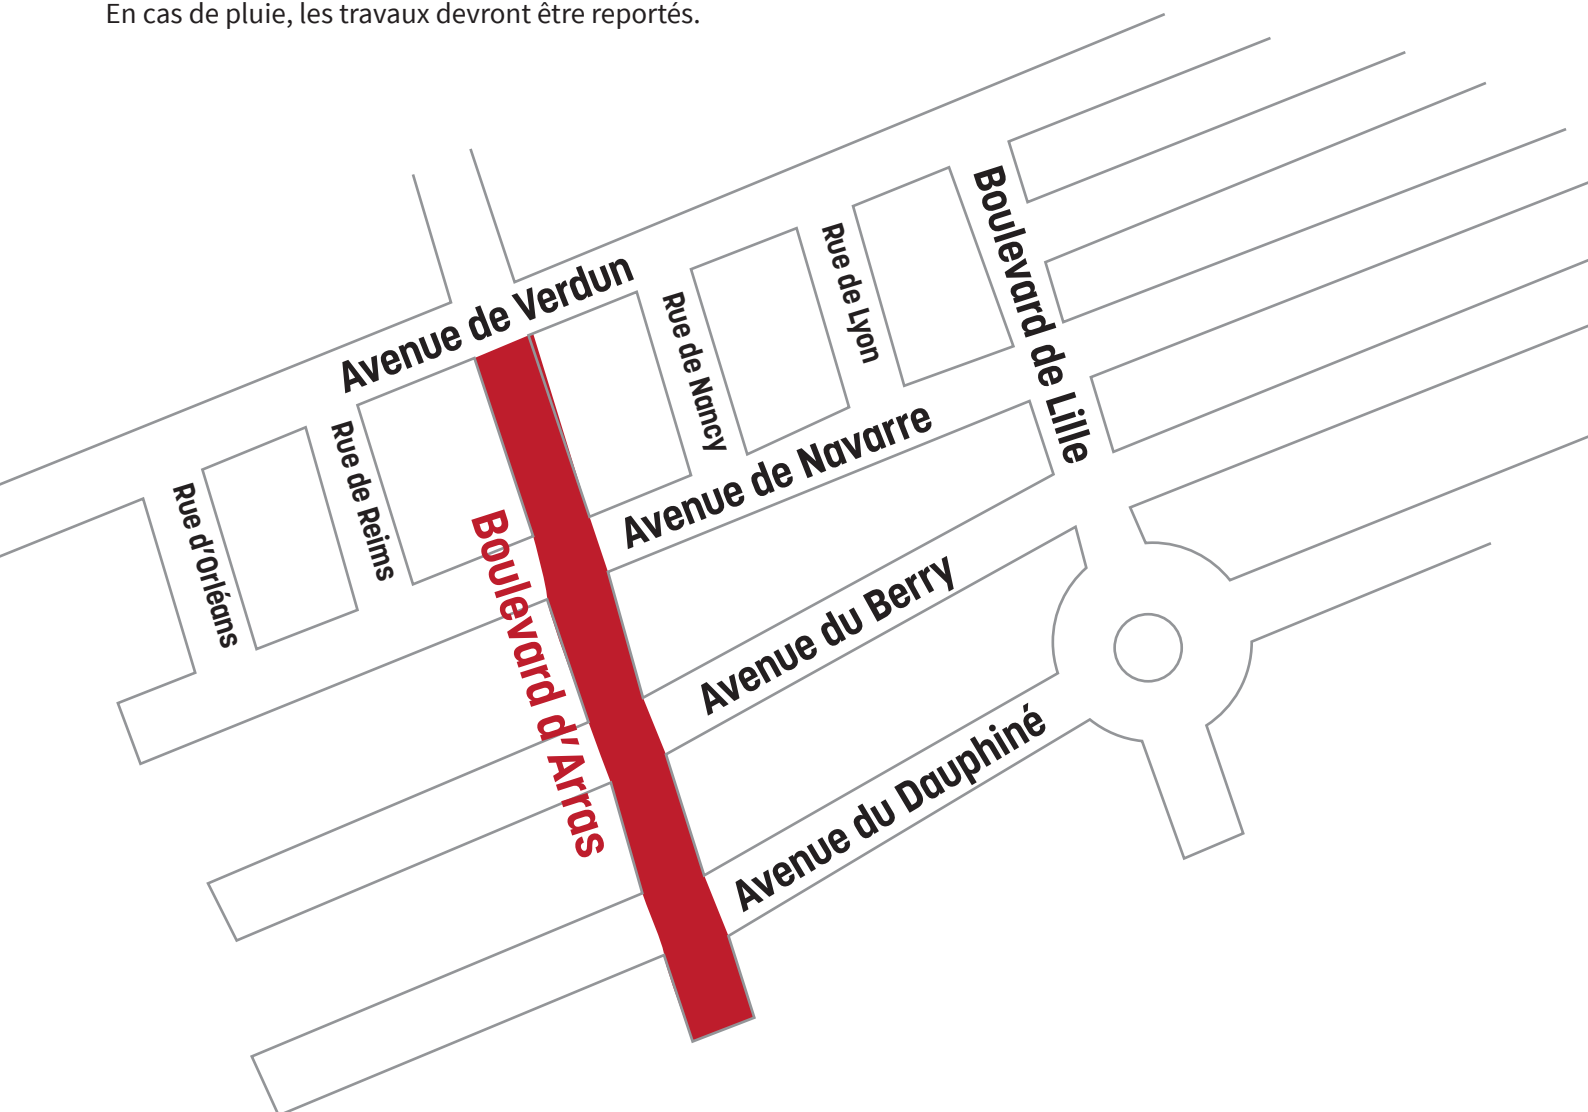 En cas de pluie, les travaux devront être reportés.
Avenue de Verdun
Boulevard de Lille
Rue de Lyon
Rue de Nancy
Rue de Reims
Rue d'Orléans
Avenue de Navarre
Boulevard d'Arras
Avenue du Berry
Avenue du Dauphiné